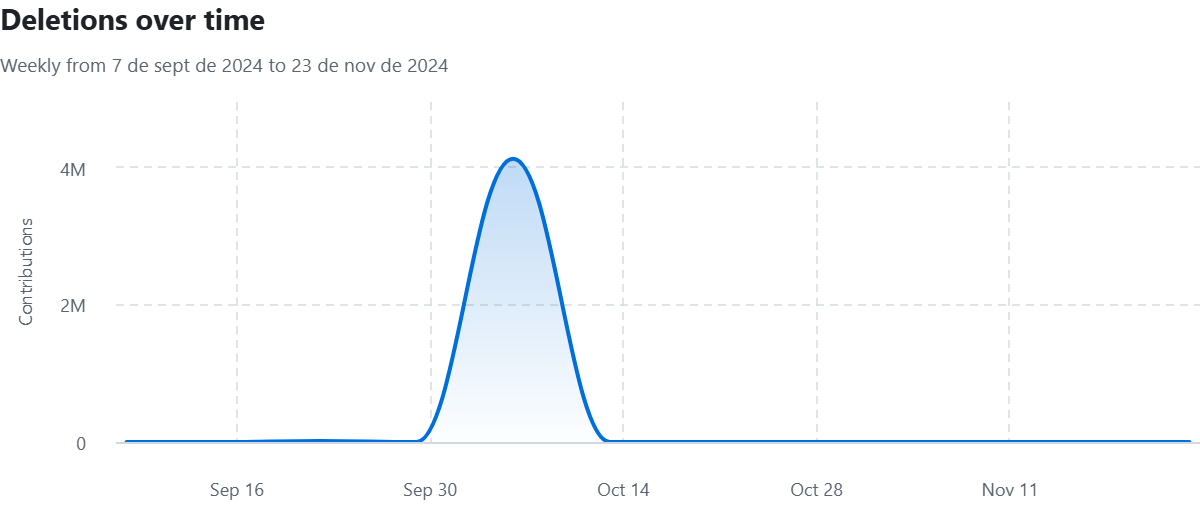 Deletions over time
Weekly from 7 de sept de 2024 to 23 de nov de 2024
Contributions
4M
2M
0
Sep 16
Sep 30
Oct 14
Oct 28
Nov 11